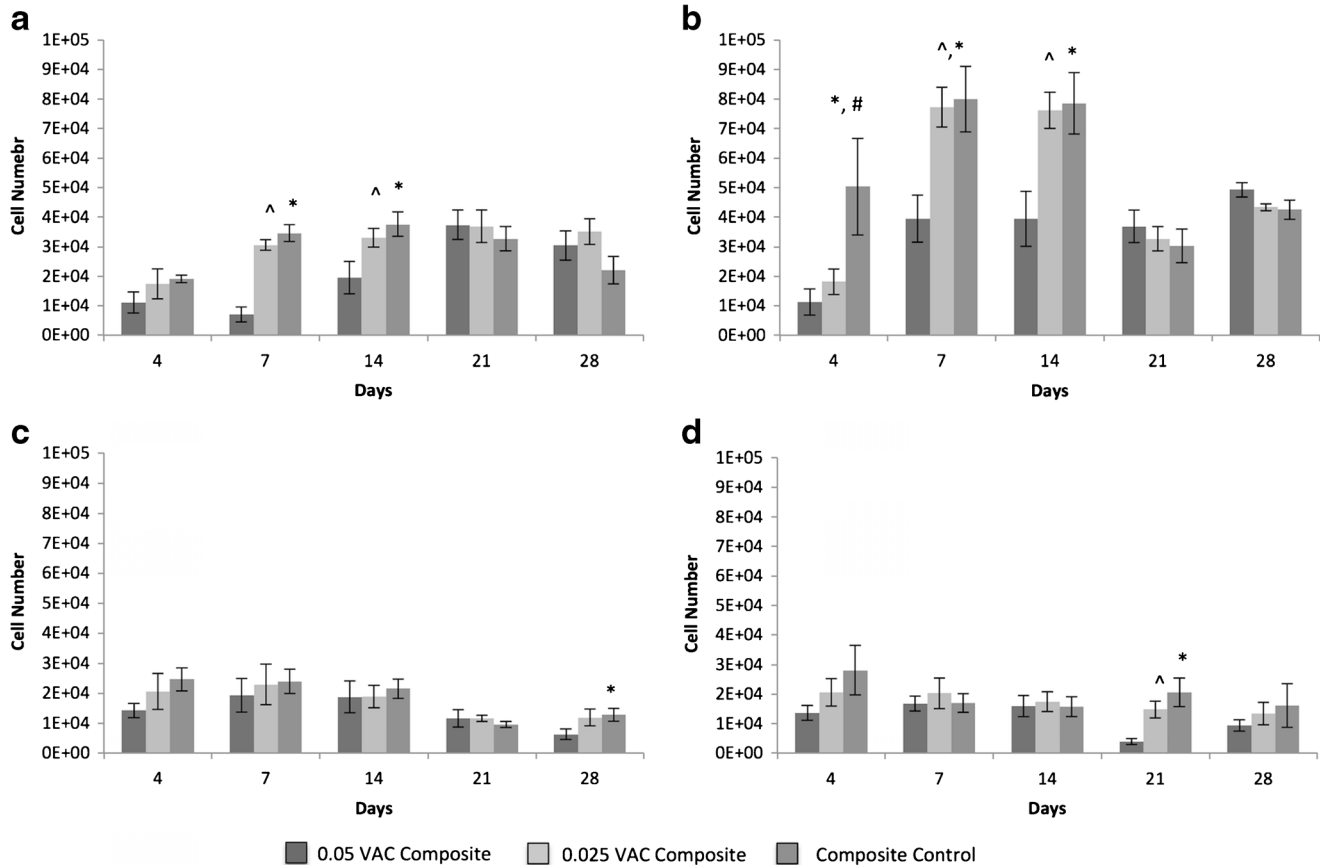 a
1E+05
9E+04
8E+04
7E+04
6E+04
5E+04
4E+04
3E+04
2E+04
1E+04
0E+00
Cell Numebr
^ *
^ *
4 7 14 21 28
Days
b
1E+05
9E+04
8E+04
7E+04
6E+04
5E+04
4E+04
3E+04
2E+04
1E+04
0E+00
Cell Number
*, #
^,*
^ *
4 7 14 21 28
Days
c
1E+05
9E+04
8E+04
7E+04
6E+04
5E+04
4E+04
3E+04
2E+04
1E+04
0E+00
Cell Number
*
4 7 14 21 28
Days
d
1E+05
9E+04
8E+04
7E+04
6E+04
5E+04
4E+04
3E+04
2E+04
1E+04
0E+00
Cell Number
^ *
4 7 14 21 28
Days
0.05 VAC Composite 0.025 VAC Composite Composite Control